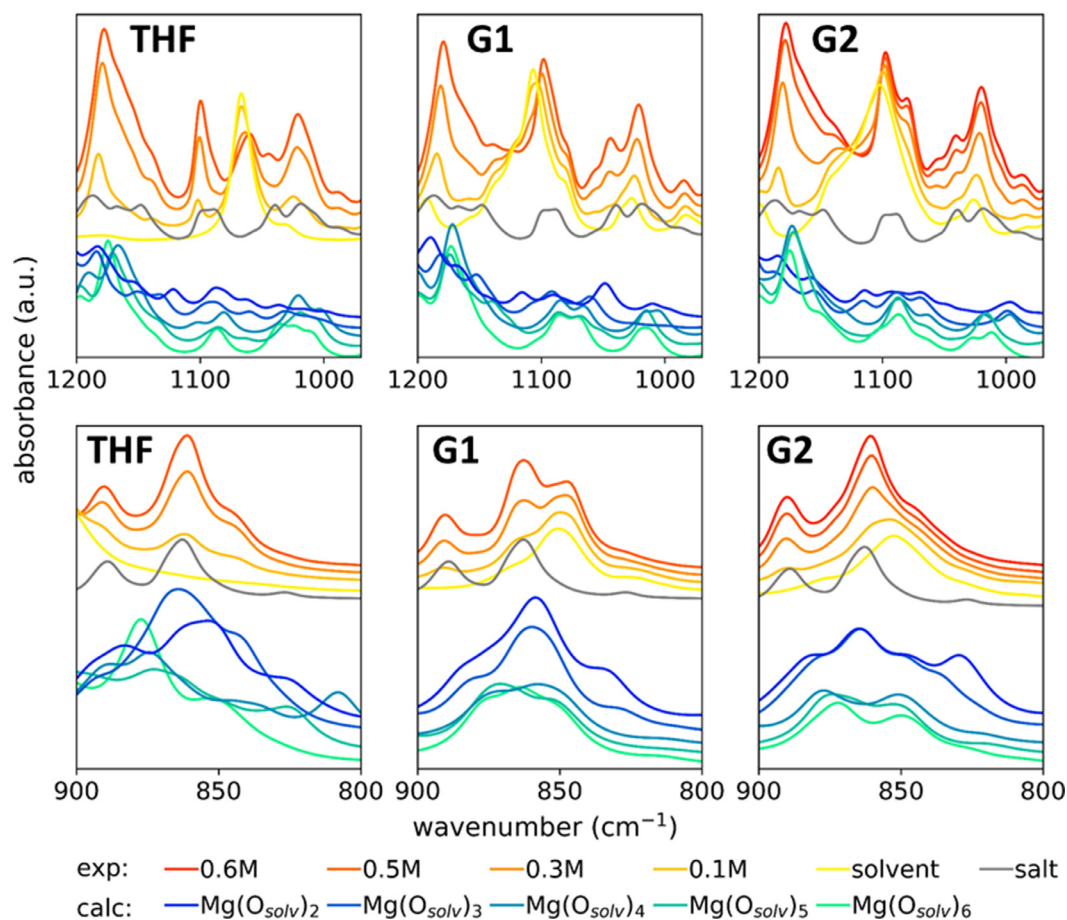 THF G1 G2
1200 1100 1000 1200 1100 1000 1200 1100 1000
absorbance (a.u.)
THF G1 G2
900 850 800 900 850 800 900 850 800
wavenumber (cm⁻¹)
exp: 0.6M 0.5M 0.3M 0.1M solvent salt
calc: Mg(Osolv)2 Mg(Osolv)3 Mg(Osolv)4 Mg(Osolv)5 Mg(Osolv)6